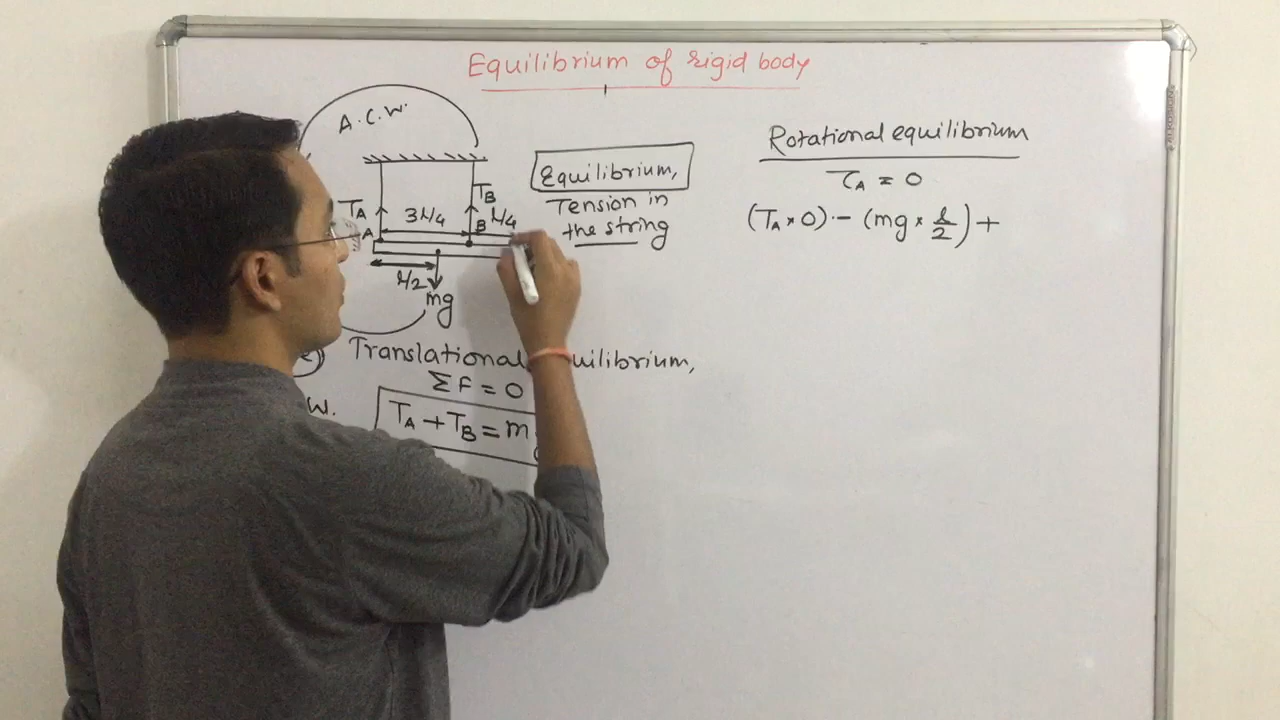 Equilibrium of rigid body
A.C.W.
T_A
3l/4
T_B
B
l/4
A
l/2
mg
Equilibrium,
Tension in
the string
Translational
ΣF = 0
W.
T_A + T_B = m
Rotational equilibrium
τ_A = 0
(T_A × 0) - (mg × l/2) +